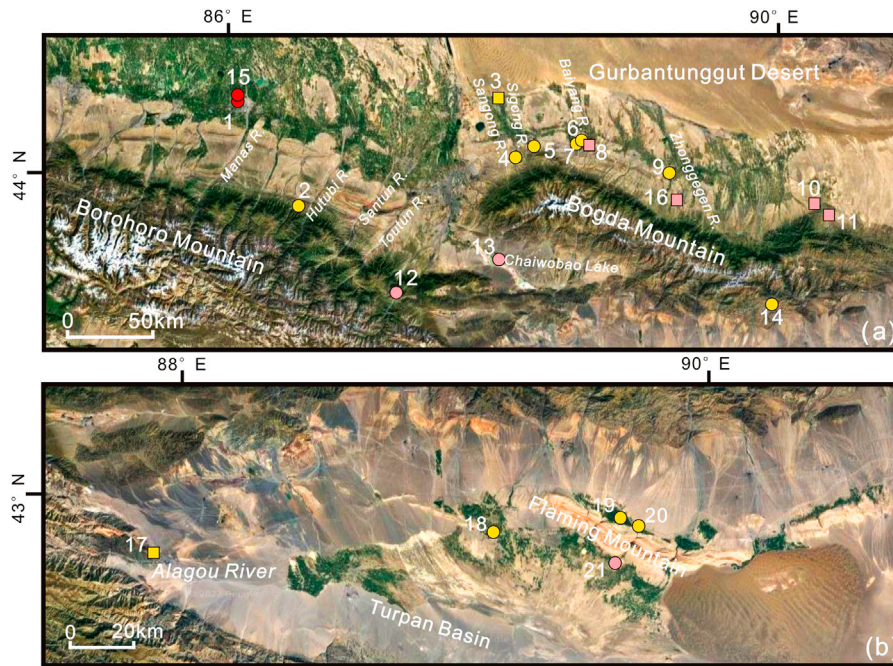 86° E
90° E
15
1
3
Gurbantunggut Desert
Sangong R.
Sigong R.
Baiyang R.
6
7
8
4
5
9
Zhonggegen R.
16
10
11
44° N
Manas R.
2
Hutubi R.
Santun R.
Toutun R.
Borohoro Mountain
Bogda Mountain
13
Chaiwobao Lake
12
14
0
50km
(a)
88° E
90° E
43° N
17
Alagou River
18
19
20
Flaming Mountain
21
Turpan Basin
0
20km
(b)